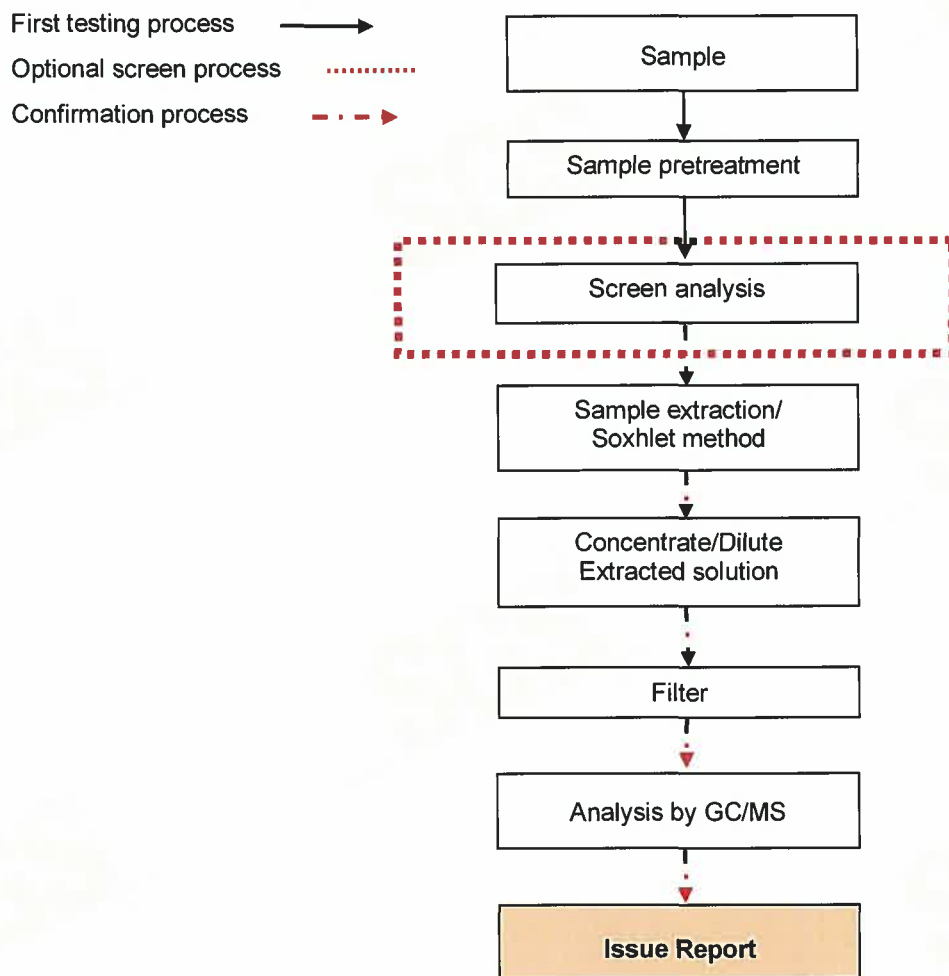 First testing process
Optional screen process
Confirmation process
Sample
Sample pretreatment
Screen analysis
Sample extraction/
Soxhlet method
Concentrate/Dilute
Extracted solution
Filter
Analysis by GC/MS
Issue Report